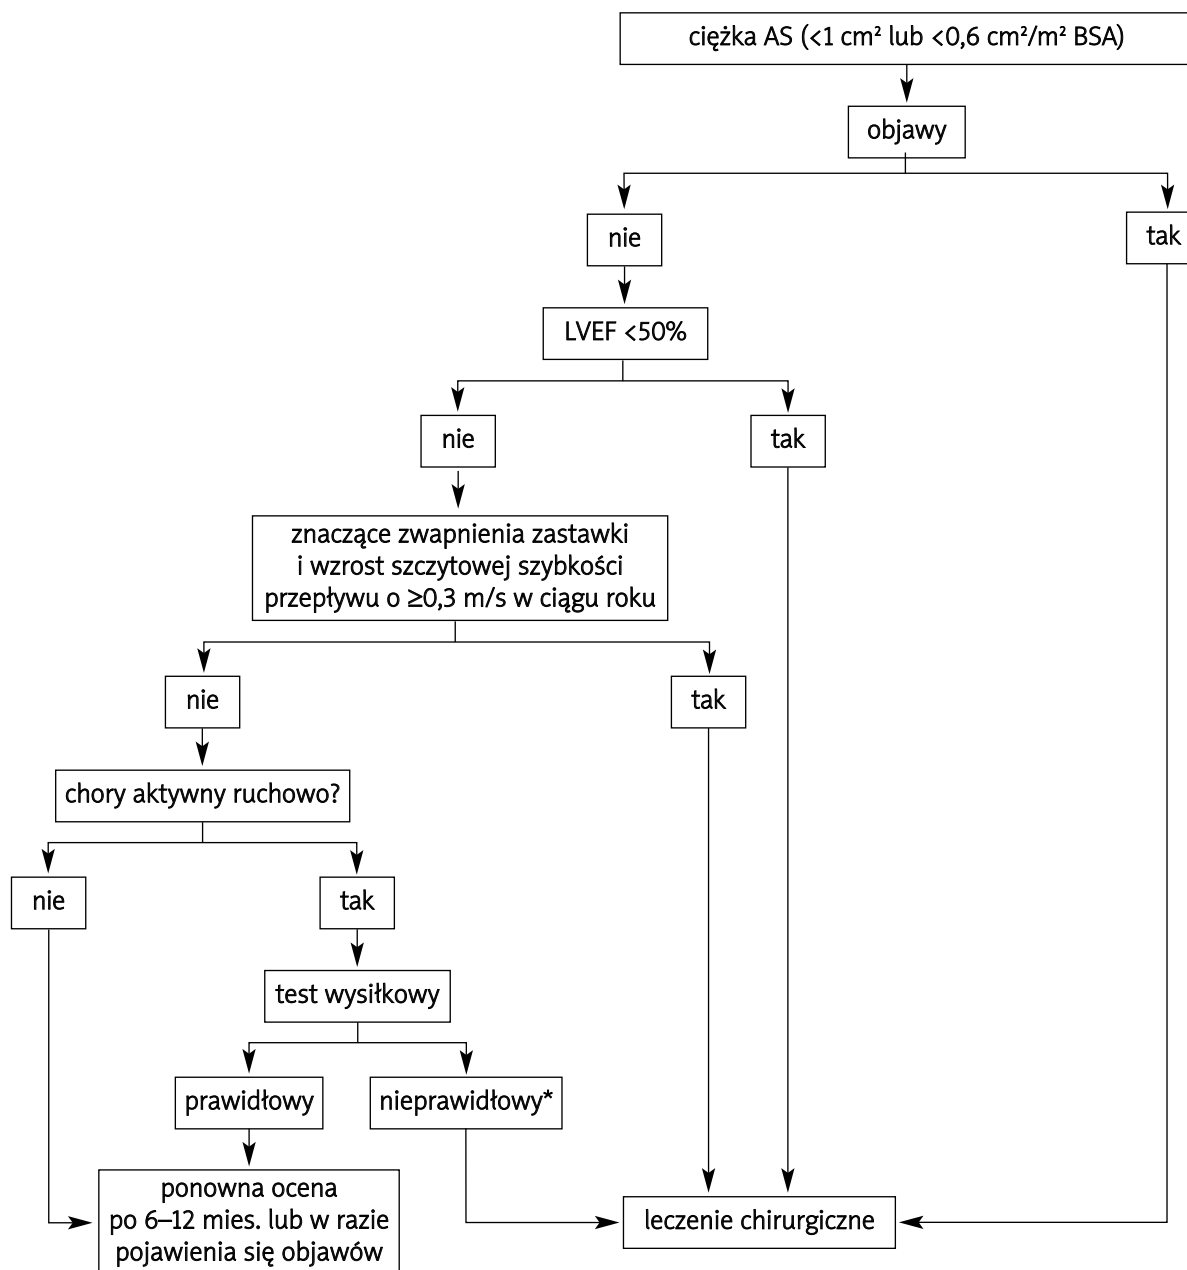 ciężka AS (<1 cm² lub <0,6 cm²/m² BSA)
objawy
nie
tak
LVEF <50%
nie
tak
znaczące zwapnienia zastawki
i wzrost szczytowej szybkości
przepływu o ≥0,3 m/s w ciągu roku
nie
tak
chory aktywny ruchowo?
nie
tak
test wysiłkowy
prawidłowy
nieprawidłowy*
ponowna ocena
po 6–12 mies. lub w razie
pojawienia się objawów
leczenie chirurgiczne